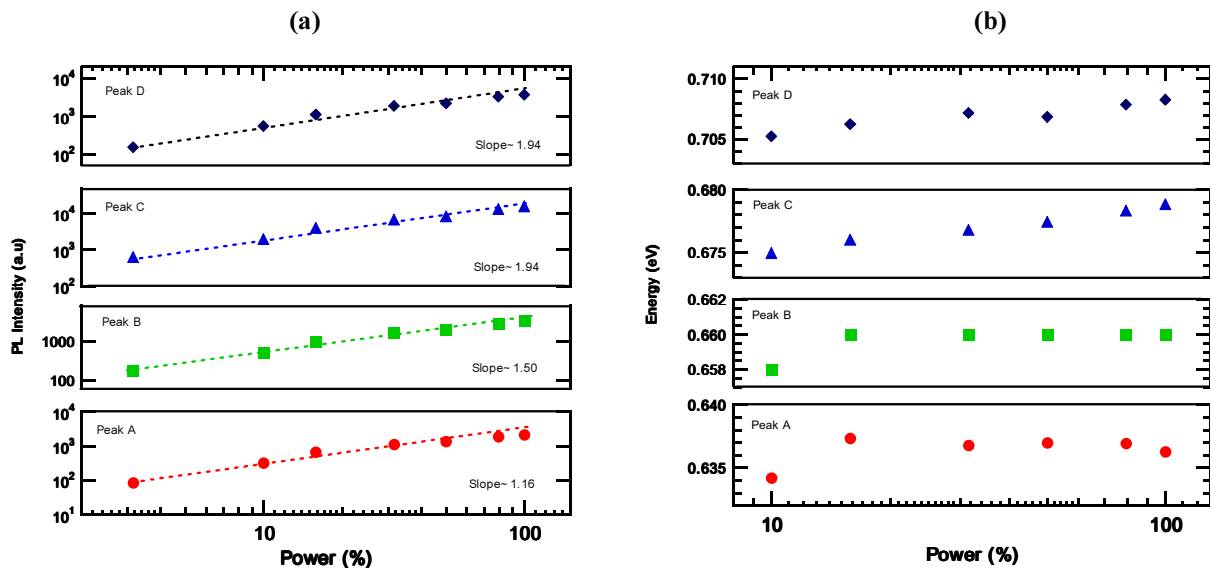 (a)
(b)
PL Intensity (a.u)
10⁴
10³
10²
Peak D
Slope~ 1.94
10⁴
10³
10²
Peak C
Slope~ 1.94
1000
100
Peak B
Slope~ 1.50
10⁴
10³
10²
10¹
Peak A
Slope~ 1.16
10
100
Power (%)
Energy (eV)
0.710
0.705
Peak D
0.680
0.675
Peak C
0.662
0.660
0.658
Peak B
0.640
0.635
Peak A
10
100
Power (%)